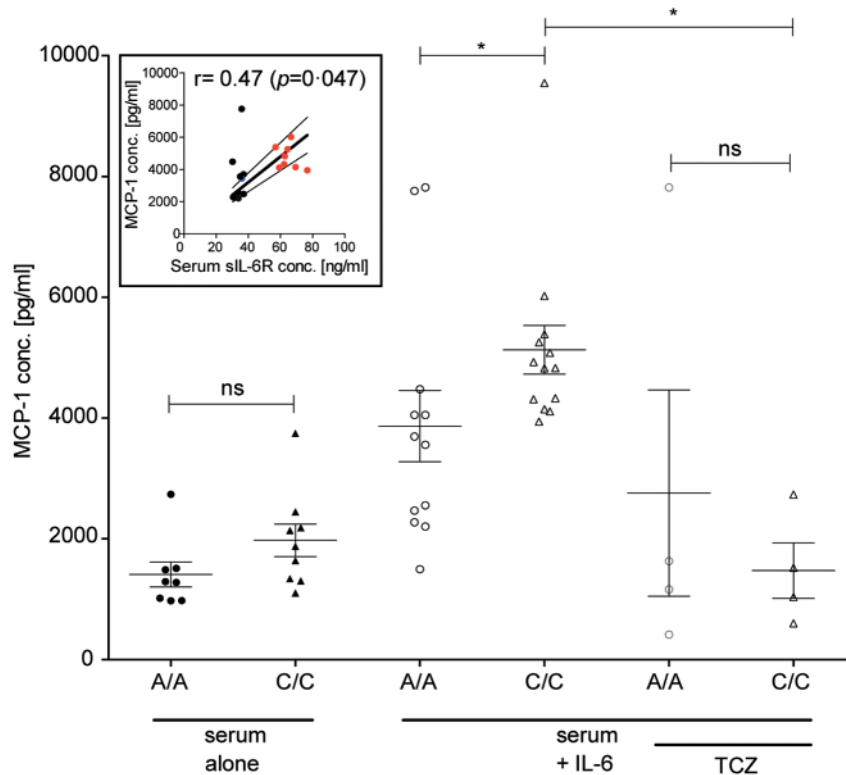 *
*
10000
r= 0.47 (p=0·047)
MCP-1 conc. [pg/ml]
10000
8000
6000
4000
2000
0
0 20 40 60 80 100
Serum sIL-6R conc. [ng/ml]
8000
ns
6000
MCP-1 conc. [pg/ml]
ns
4000
2000
0
A/A C/C A/A C/C A/A C/C
serum
alone
serum
+ IL-6
TCZ